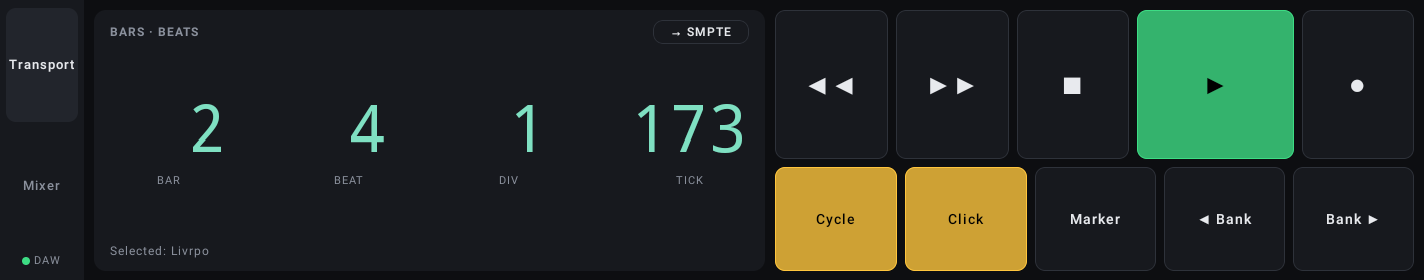 Transport
Mixer
DAW
BARS · BEATS
→ SMPTE
2 4 1 173
BAR BEAT DIV TICK
Selected: Livrpo
◀◀ ▶▶ ■ ▶ ●
Cycle Click Marker ◀ Bank Bank ▶